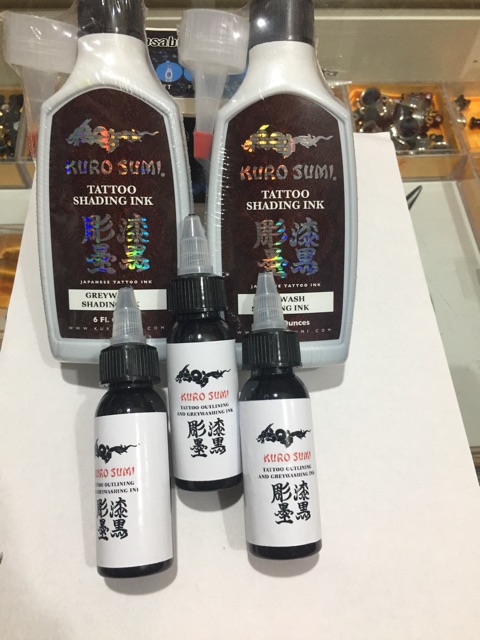 KURO SUMI
TATTOO
SHADING INK
漆黒
彫墨
JAPANESE TATTOO INK
GREYW
SHADING
6 Fl.
KURO SUMI
TATTOO
SHADING INK
漆黒
彫墨
JAPANESE TATTOO INK
WASH
INK
Ounces
KURO SUMI
TATTOO OUTLINING
AND GREYWASHING INK
漆黒
彫墨
KURO SUMI
TATTOO OUTLINING
AND GREYWASHING INK
漆黒
彫墨
KURO SUMI
TATTOO OUTLINING
AND GREYWASHING INK
漆黒
彫墨